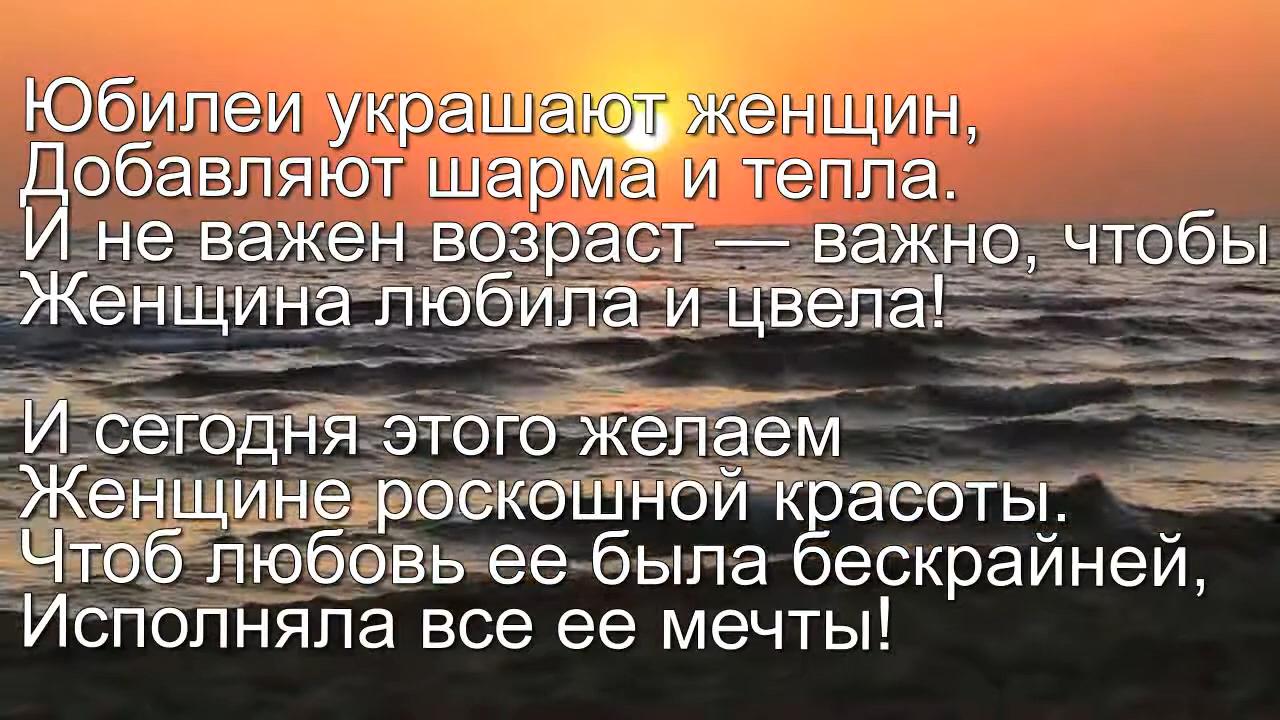 Юбилеи украшают женщин,
Добавляют шарма и тепла.
И не важен возраст — важно, чтобы
Женщина любила и цвела!
И сегодня этого желаем
Женщине роскошной красоты.
Чтоб любовь ее была бескрайней,
Исполняла все ее мечты!